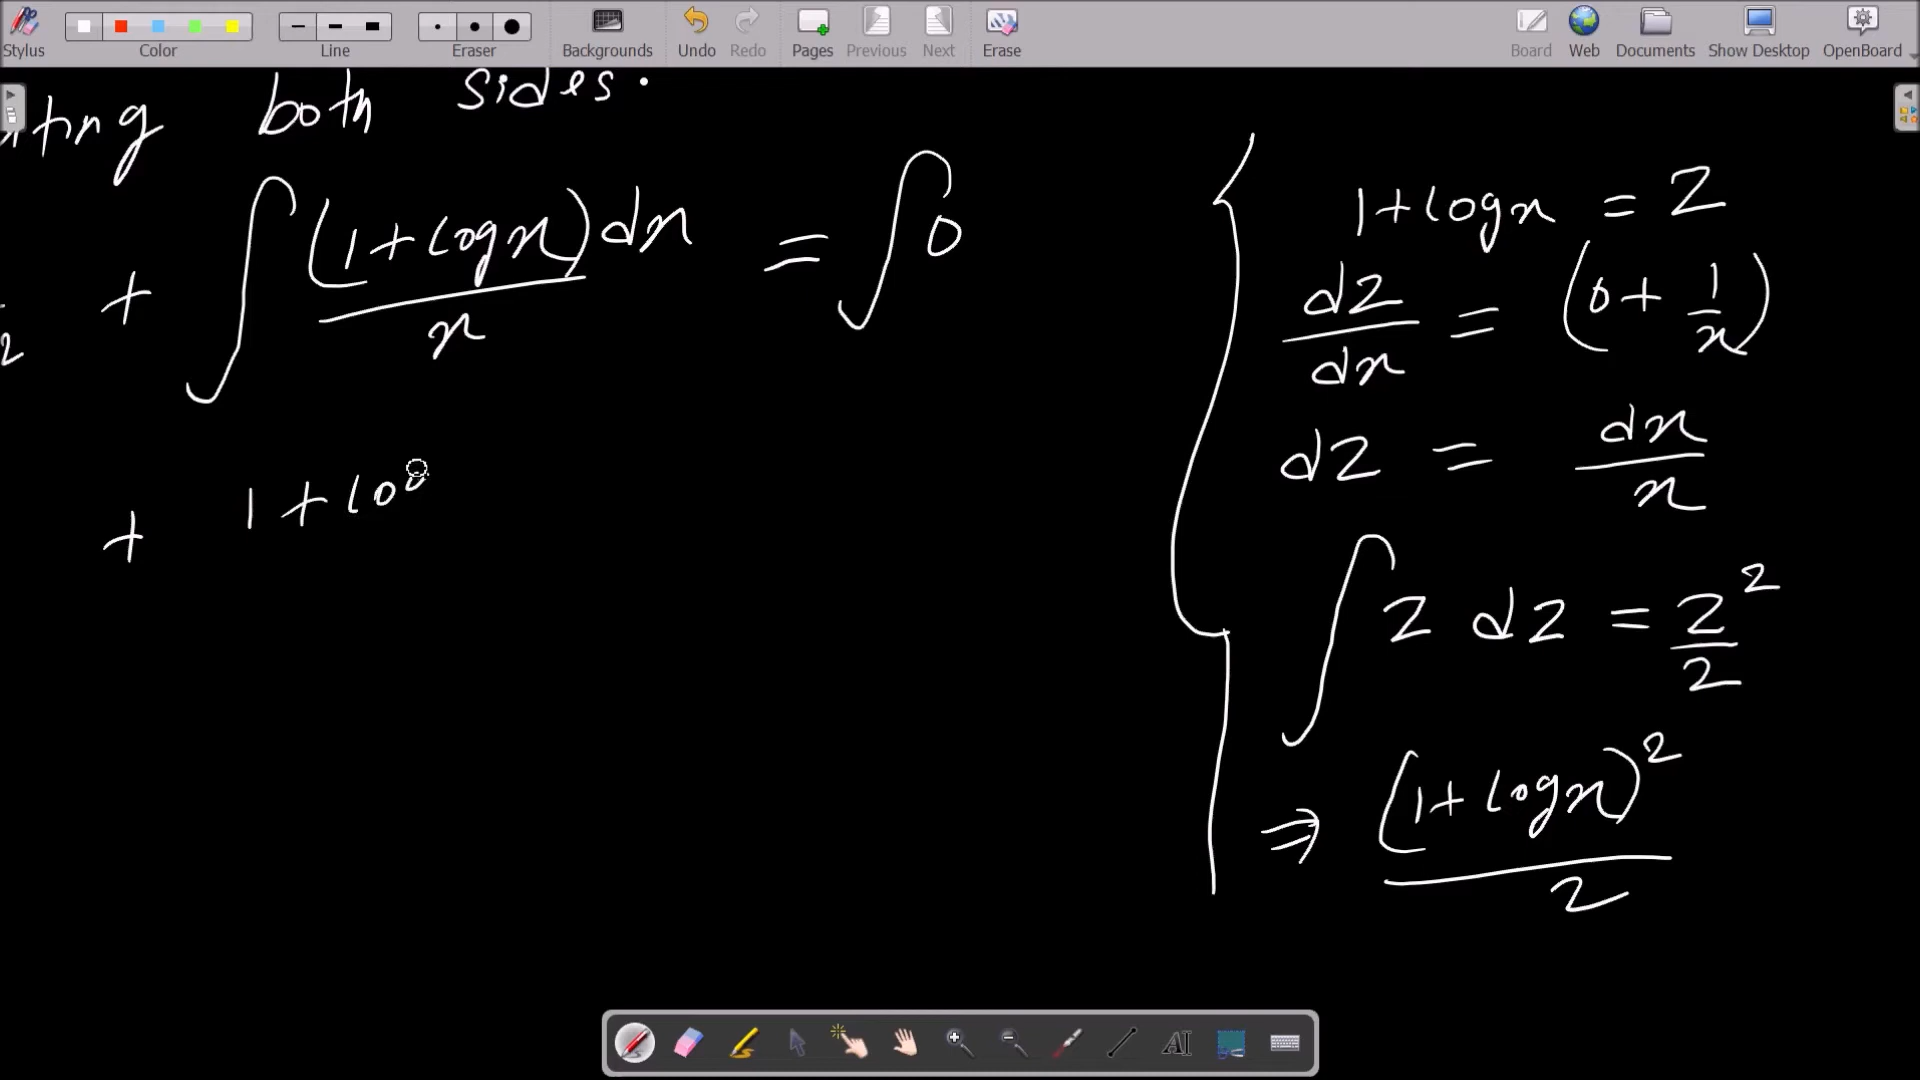 Stylus Color Line Eraser Backgrounds Undo Redo Pages Previous Next Erase Board Web Documents Show Desktop OpenBoard
ting both sides.
+ ∫ (1+logx)dx / x = ∫ 0
2
+ 1+lo
1+logx = z
dz/dx = (0 + 1/x)
dz = dx/x
∫ z dz = z²/2
⇒ (1+logx)²/2
AI